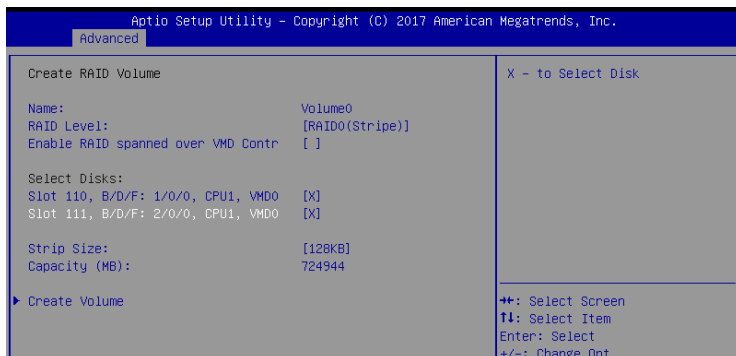 Aptio Setup Utility – Copyright (C) 2017 American Megatrends, Inc.
Advanced
Create RAID Volume
X – to Select Disk
Name: Volume0
RAID Level: [RAID0(Stripe)]
Enable RAID spanned over VMD Contr [ ]
Select Disks:
Slot 110, B/D/F: 1/0/0, CPU1, VMD0 [X]
Slot 111, B/D/F: 2/0/0, CPU1, VMD0 [X]
Strip Size: [128KB]
Capacity (MB): 724944
Create Volume
→←: Select Screen
↑↓: Select Item
Enter: Select
+/-: Change Opt